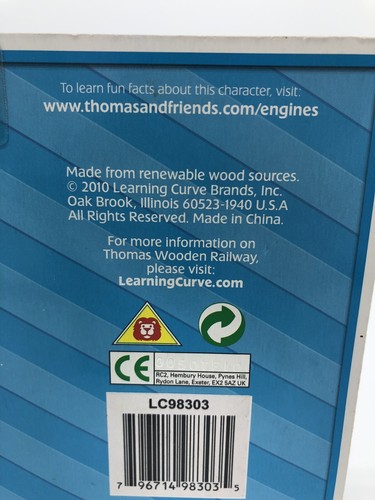 To learn fun facts about this character, visit:
www.thomasandfriends.com/engines
Made from renewable wood sources.
© 2010 Learning Curve Brands, Inc.
Oak Brook, Illinois 60523-1940 U.S.A
All Rights Reserved. Made in China.
For more information on
Thomas Wooden Railway,
please visit:
LearningCurve.com
CE
RC2, Hembury House, Pynes Hill,
Rydon Lane, Exeter, EX2 5AZ UK
LC98303
7 96714 98303 5